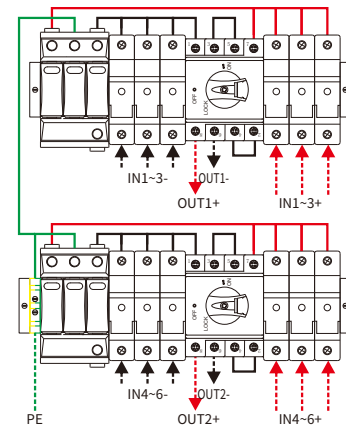 ON
OFF
LOCK
IN1~3-
OUT1-
OUT1+
IN1~3+
ON
OFF
LOCK
IN4~6-
OUT2-
PE
OUT2+
IN4~6+